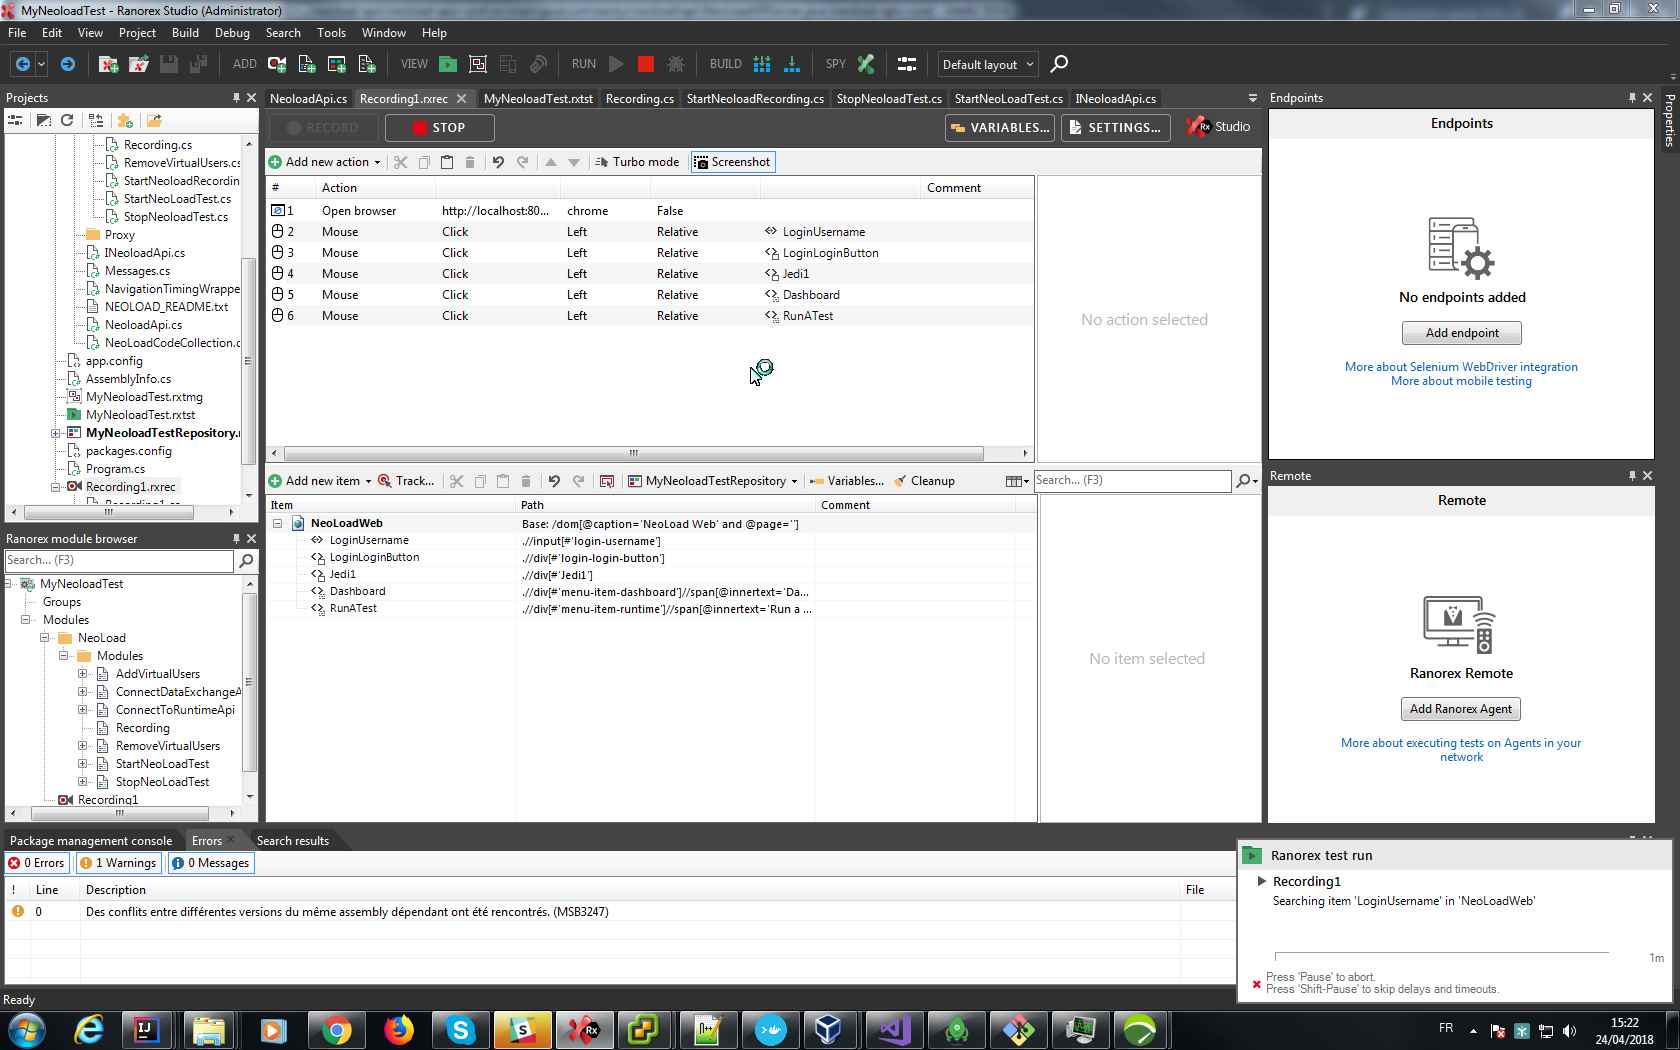 MyNeoloadTest - Ranorex Studio (Administrator)
File Edit View Project Build Debug Search Tools Window Help
ADD VIEW RUN BUILD SPY Default layout
Projects
NeoloadApi.cs Recording1.rxrec MyNeoloadTest.rxtst Recording.cs StartNeoloadRecording.cs StopNeoloadTest.cs StartNeoLoadTest.cs INeoloadApi.cs
RECORD STOP VARIABLES... SETTINGS... Rx Studio
Add new action Turbo mode Screenshot
# Action Comment
1 Open browser http://localhost:80... chrome False
2 Mouse Click Left Relative LoginUsername
3 Mouse Click Left Relative LoginLoginButton
4 Mouse Click Left Relative Jedi1
5 Mouse Click Left Relative Dashboard
6 Mouse Click Left Relative RunATest
No action selected
Recording.cs
RemoveVirtualUsers.cs
StartNeoloadRecordin
StartNeoLoadTest.cs
StopNeoloadTest.cs
Proxy
INeoloadApi.cs
Messages.cs
NavigationTimingWrappe
NEOLOAD_README.txt
NeoloadApi.cs
NeoLoadCodeCollection.c
app.config
AssemblyInfo.cs
MyNeoloadTest.rxtmg
MyNeoloadTest.rxtst
MyNeoloadTestRepository.
packages.config
Program.cs
Recording1.rxrec
Add new item Track... MyNeoloadTestRepository Variables... Cleanup Search... (F3)
Item Path Comment
NeoLoadWeb Base: /dom[@caption='NeoLoad Web' and @page='']
LoginUsername .//input[#'login-username']
LoginLoginButton .//div[#'login-login-button']
Jedi1 .//div[#'Jedi1']
Dashboard .//div[#'menu-item-dashboard']//span[@innertext='Da...
RunATest .//div[#'menu-item-runtime']//span[@innertext='Run a ...
No item selected
Ranorex module browser
Search... (F3)
MyNeoloadTest
Groups
Modules
NeoLoad
Modules
AddVirtualUsers
ConnectDataExchangeA
ConnectToRuntimeApi
Recording
RemoveVirtualUsers
StartNeoLoadTest
StopNeoLoadTest
Recording1
Endpoints
Endpoints
No endpoints added
Add endpoint
More about Selenium WebDriver integration
More about mobile testing
Properties
Remote
Remote
Ranorex Remote
Add Ranorex Agent
More about executing tests on Agents in your
network
Package management console Errors Search results
0 Errors 1 Warnings 0 Messages
! Line Description File
0 Des conflits entre différentes versions du même assembly dépendant ont été rencontrés. (MSB3247)
Ranorex test run
Recording1
Searching item 'LoginUsername' in 'NeoLoadWeb'
1m
Press 'Pause' to abort.
Press 'Shift-Pause' to skip delays and timeouts.
Ready
FR
15:22
24/04/2018